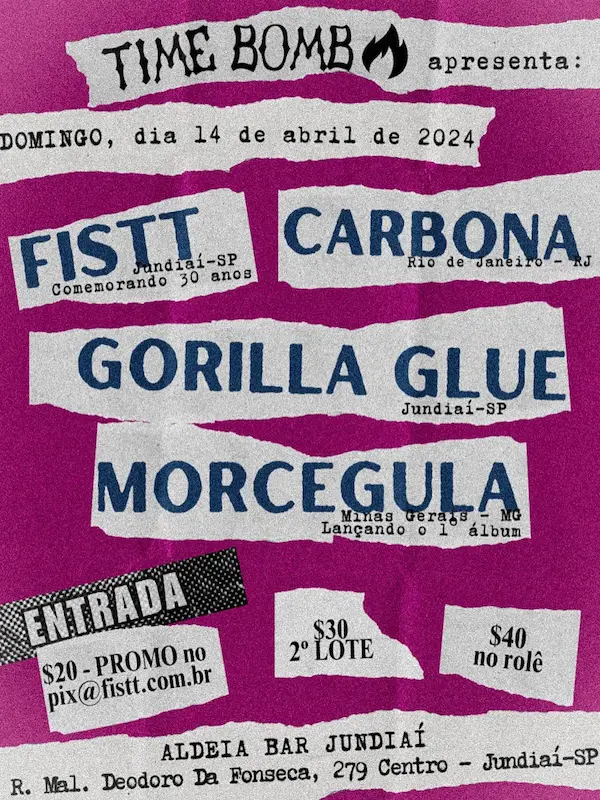 TIME BOMB apresenta:
DOMINGO, dia 14 de abril de 2024
FISTT
Jundiaí-SP
Comemorando 30 anos
CARBONA
Rio de Janeiro - RJ
GORILLA GLUE
Jundiaí-SP
MORCEGULA
Minas Gerais - MG
Lançando o 1º álbum
ENTRADA
$20 - PROMO no
pix@fistt.com.br
$30
2º LOTE
$40
no rolê
ALDEIA BAR JUNDIAÍ
R. Mal. Deodoro Da Fonseca, 279 Centro - Jundiaí-SP